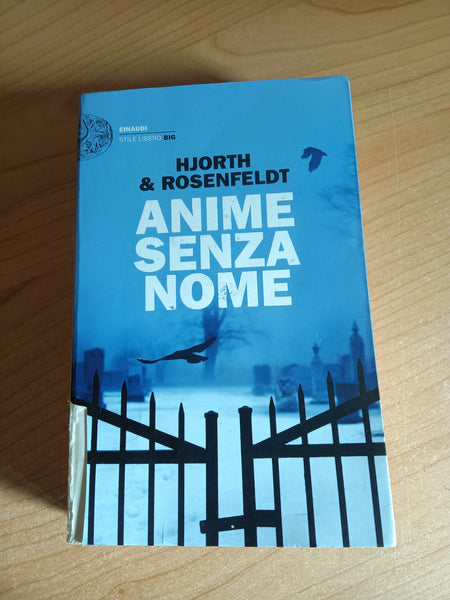 EINAUDI
STILE LIBERO BIG
HJORTH
& ROSENFELDT
ANIME
SENZA
NOME